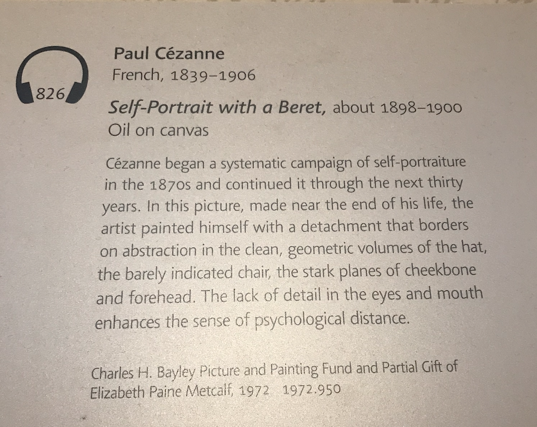 826
Paul Cézanne
French, 1839–1906
Self-Portrait with a Beret, about 1898–1900
Oil on canvas
Cézanne began a systematic campaign of self-portraiture
in the 1870s and continued it through the next thirty
years. In this picture, made near the end of his life, the
artist painted himself with a detachment that borders
on abstraction in the clean, geometric volumes of the hat,
the barely indicated chair, the stark planes of cheekbone
and forehead. The lack of detail in the eyes and mouth
enhances the sense of psychological distance.
Charles H. Bayley Picture and Painting Fund and Partial Gift of
Elizabeth Paine Metcalf, 1972 1972.950